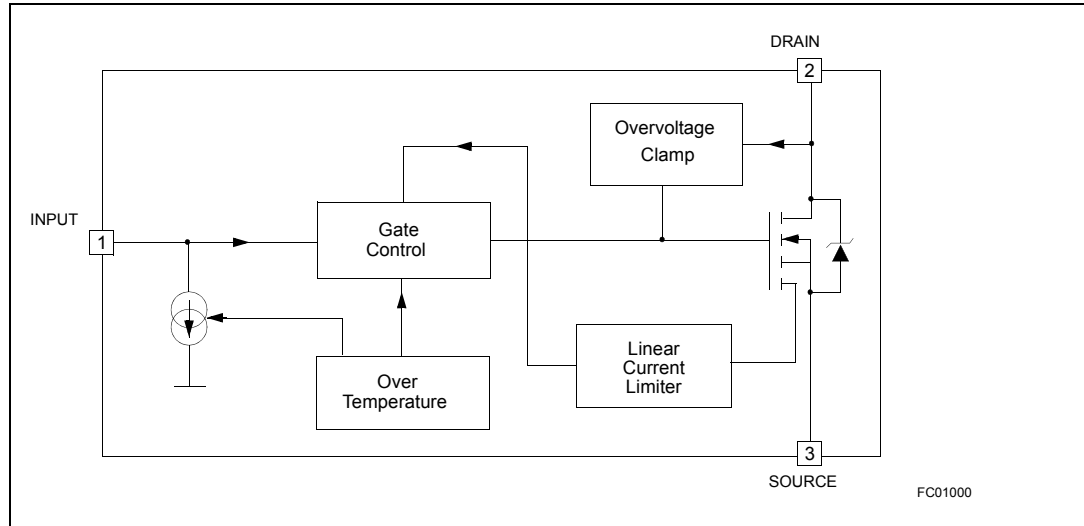 DRAIN
2
Overvoltage
Clamp
INPUT
1
Gate
Control
Linear
Current
Limiter
Over
Temperature
3
SOURCE
FC01000